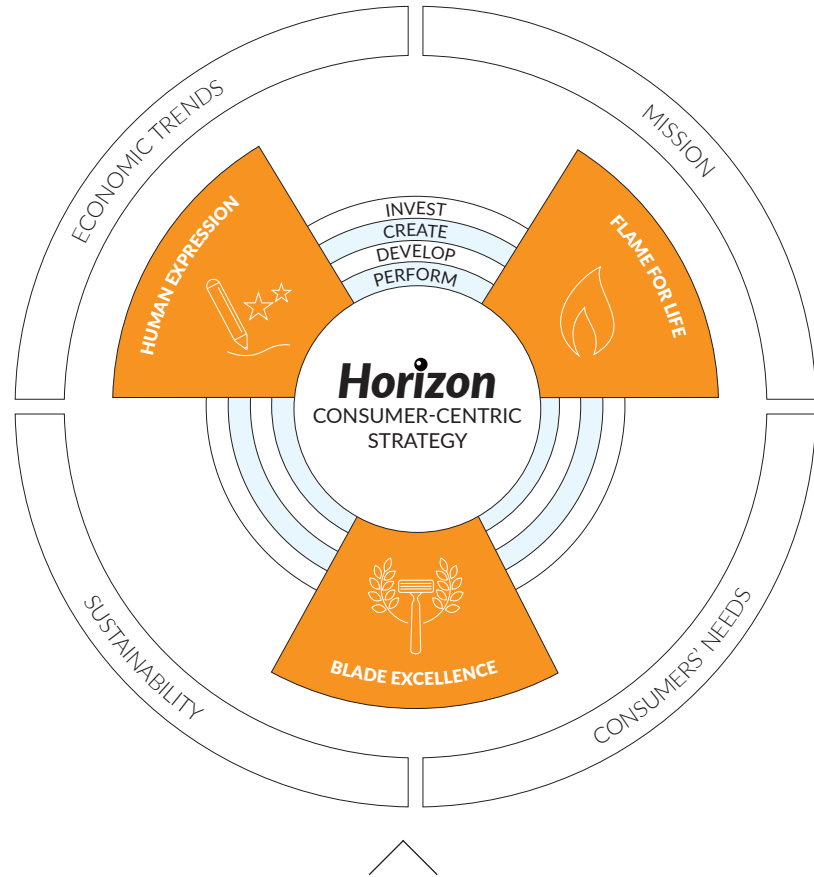 ECONOMIC TRENDS
MISSION
HUMAN EXPRESSION
INVEST
CREATE
DEVELOP
PERFORM
FLAME FOR LIFE
Horizon
CONSUMER-CENTRIC
STRATEGY
BLADE EXCELLENCE
SUSTAINABILITY
CONSUMERS' NEEDS